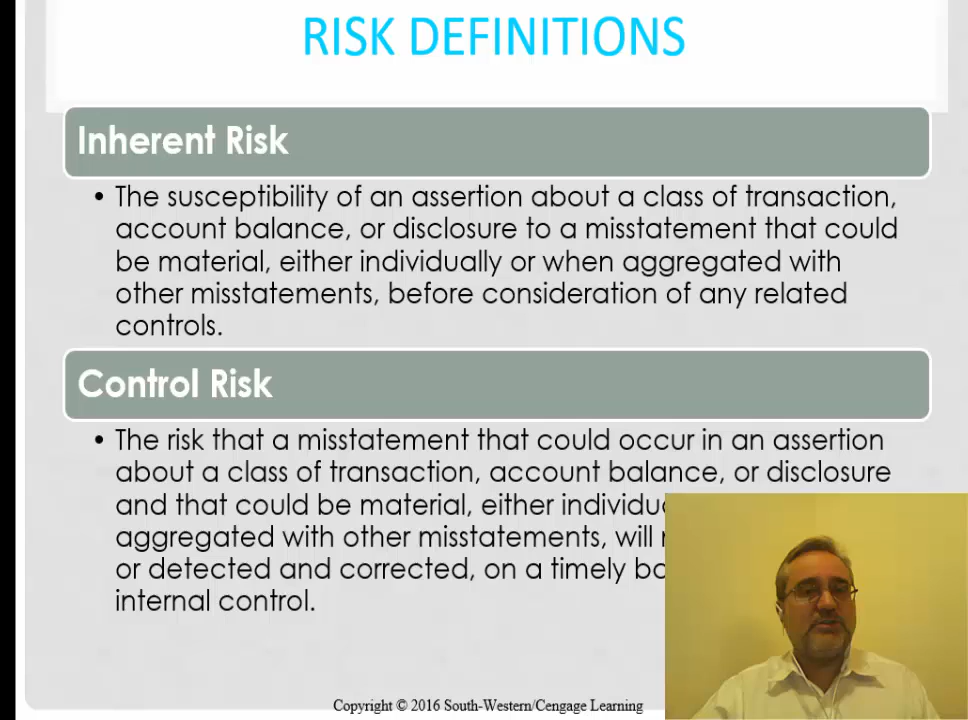 RISK DEFINITIONS
Inherent Risk
• The susceptibility of an assertion about a class of transaction,
account balance, or disclosure to a misstatement that could
be material, either individually or when aggregated with
other misstatements, before consideration of any related
controls.
Control Risk
• The risk that a misstatement that could occur in an assertion
about a class of transaction, account balance, or disclosure
and that could be material, either
aggregated with other misstatements, will
or detected and corrected, on a timely
internal control.
Copyright © 2016 South-Western/Cengage Learning